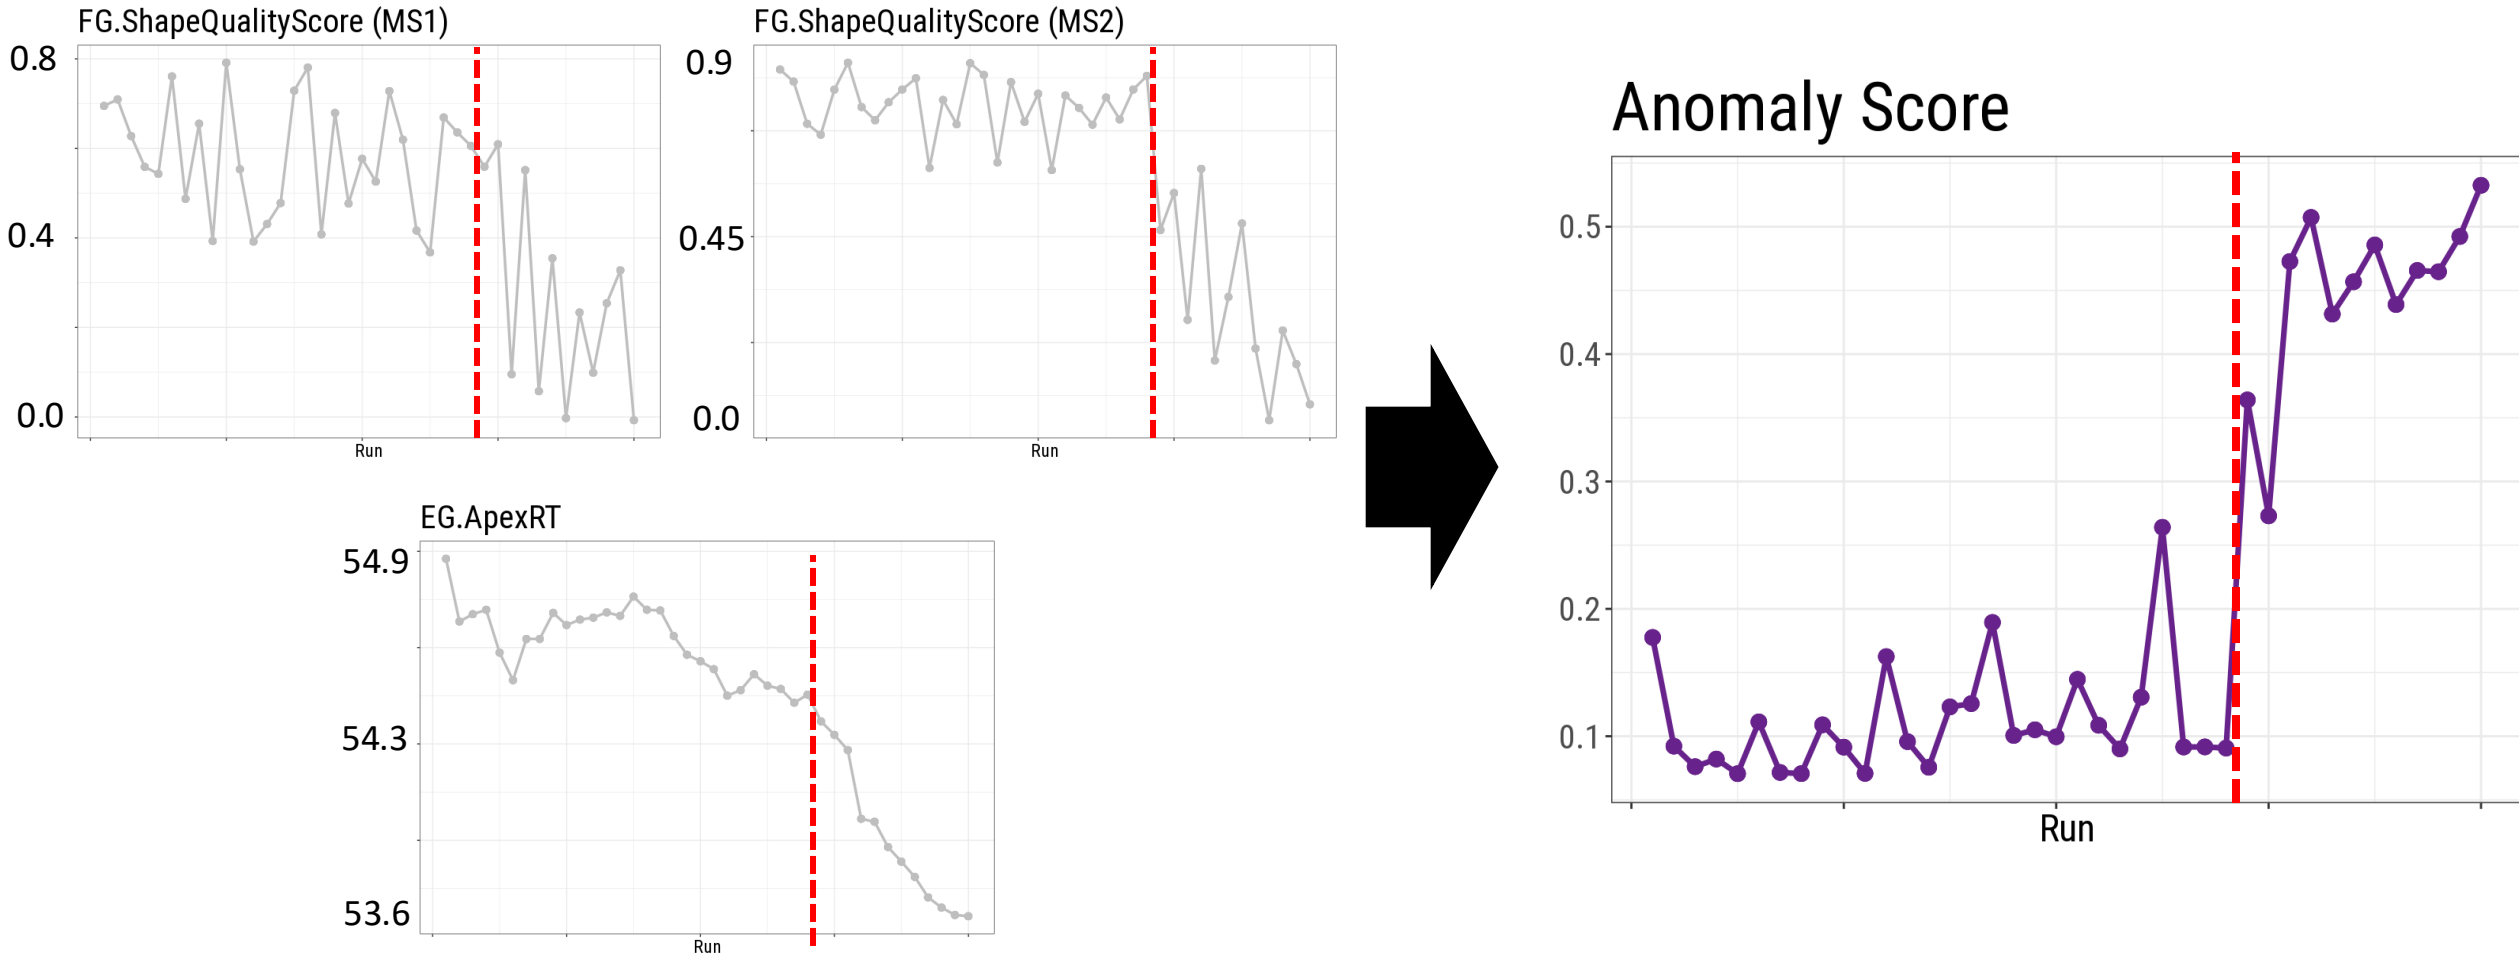 FG.ShapeQualityScore (MS1)
0.8
0.4
0.0
Run
FG.ShapeQualityScore (MS2)
0.9
0.45
0.0
Run
EG.ApexRT
54.9
54.3
53.6
Run
Anomaly Score
0.5
0.4
0.3
0.2
0.1
Run